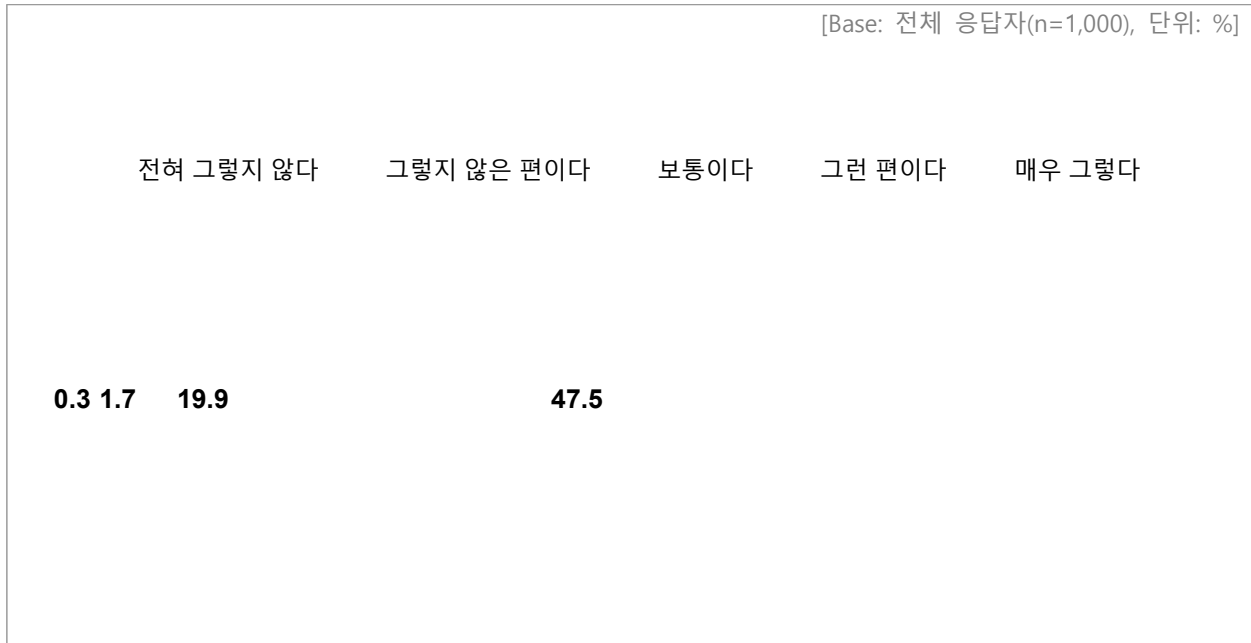 [Base: 전체 응답자(n=1,000), 단위: %]
전혀 그렇지 않다 그렇지 않은 편이다 보통이다 그런 편이다 매우 그렇다
0.3 1.7 19.9 47.5